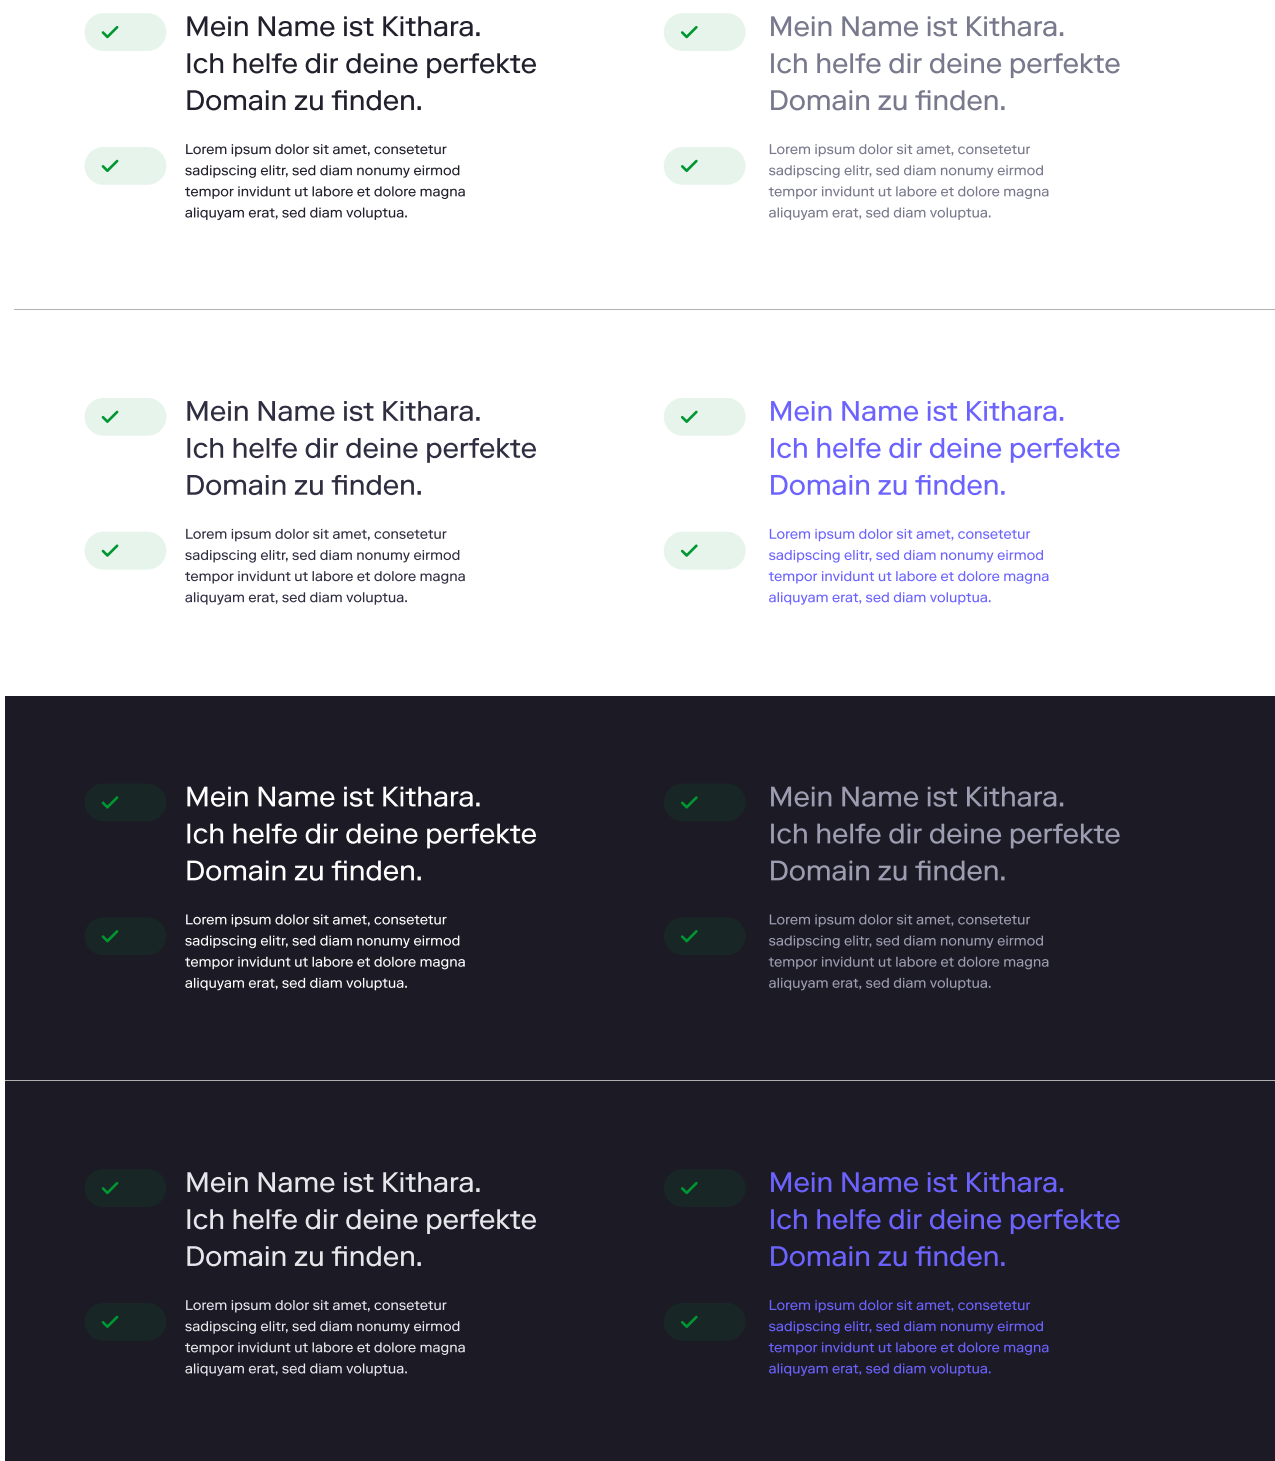 Mein Name ist Kithara.
Ich helfe dir deine perfekte
Domain zu finden.
Lorem ipsum dolor sit amet, consetetur
sadipscing elitr, sed diam nonumy eirmod
tempor invidunt ut labore et dolore magna
aliquyam erat, sed diam voluptua.
Mein Name ist Kithara.
Ich helfe dir deine perfekte
Domain zu finden.
Lorem ipsum dolor sit amet, consetetur
sadipscing elitr, sed diam nonumy eirmod
tempor invidunt ut labore et dolore magna
aliquyam erat, sed diam voluptua.
Mein Name ist Kithara.
Ich helfe dir deine perfekte
Domain zu finden.
Lorem ipsum dolor sit amet, consetetur
sadipscing elitr, sed diam nonumy eirmod
tempor invidunt ut labore et dolore magna
aliquyam erat, sed diam voluptua.
Mein Name ist Kithara.
Ich helfe dir deine perfekte
Domain zu finden.
Lorem ipsum dolor sit amet, consetetur
sadipscing elitr, sed diam nonumy eirmod
tempor invidunt ut labore et dolore magna
aliquyam erat, sed diam voluptua.
Mein Name ist Kithara.
Ich helfe dir deine perfekte
Domain zu finden.
Lorem ipsum dolor sit amet, consetetur
sadipscing elitr, sed diam nonumy eirmod
tempor invidunt ut labore et dolore magna
aliquyam erat, sed diam voluptua.
Mein Name ist Kithara.
Ich helfe dir deine perfekte
Domain zu finden.
Lorem ipsum dolor sit amet, consetetur
sadipscing elitr, sed diam nonumy eirmod
tempor invidunt ut labore et dolore magna
aliquyam erat, sed diam voluptua.
Mein Name ist Kithara.
Ich helfe dir deine perfekte
Domain zu finden.
Lorem ipsum dolor sit amet, consetetur
sadipscing elitr, sed diam nonumy eirmod
tempor invidunt ut labore et dolore magna
aliquyam erat, sed diam voluptua.
Mein Name ist Kithara.
Ich helfe dir deine perfekte
Domain zu finden.
Lorem ipsum dolor sit amet, consetetur
sadipscing elitr, sed diam nonumy eirmod
tempor invidunt ut labore et dolore magna
aliquyam erat, sed diam voluptua.